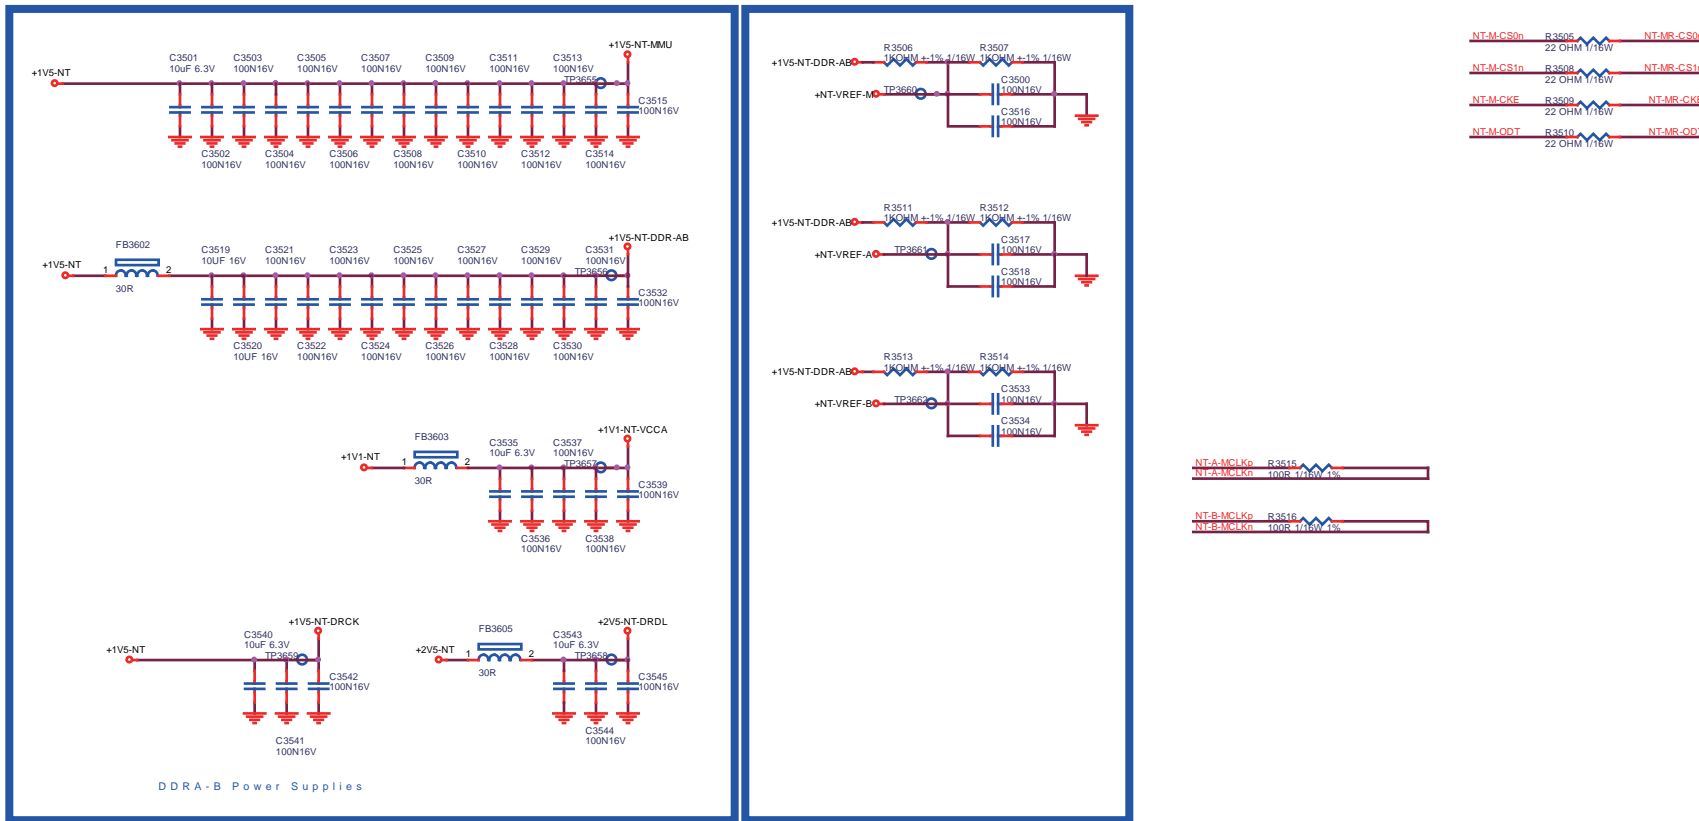 +1V5-NT-MMU
C3501
10uF 6.3V
C3503
100N16V
C3505
100N16V
C3507
100N16V
C3509
100N16V
C3511
100N16V
C3513
100N16V
+1V5-NT
TP3655
C3515
100N16V
C3502
100N16V
C3504
100N16V
C3506
100N16V
C3508
100N16V
C3510
100N16V
C3512
100N16V
C3514
100N16V
+1V5-NT-DDR-AB
FB3602
+1V5-NT
1
2
30R
C3519
10UF 16V
C3521
100N16V
C3523
100N16V
C3525
100N16V
C3527
100N16V
C3529
100N16V
C3531
100N16V
TP3656
C3532
100N16V
C3520
10UF 16V
C3522
100N16V
C3524
100N16V
C3526
100N16V
C3528
100N16V
C3530
100N16V
+1V1-NT-VCCA
FB3603
+1V1-NT
1
2
30R
C3535
10uF 6.3V
C3537
100N16V
TP3657
C3539
100N16V
C3536
100N16V
C3538
100N16V
+1V5-NT-DRCK
+1V5-NT
C3540
10uF 6.3V
TP3659
C3542
100N16V
C3541
100N16V
+2V5-NT-DRDL
FB3605
+2V5-NT
1
2
30R
C3543
10uF 6.3V
TP3658
C3545
100N16V
C3544
100N16V
DDRA-B Power Supplies
R3506
1KOHM +-1% 1/16W
R3507
1KOHM +-1% 1/16W
+1V5-NT-DDR-AB
C3500
100N16V
+NT-VREF-M
TP3660
C3516
100N16V
R3511
1KOHM +-1% 1/16W
R3512
1KOHM +-1% 1/16W
+1V5-NT-DDR-AB
C3517
100N16V
+NT-VREF-A
TP3661
C3518
100N16V
R3513
1KOHM +-1% 1/16W
R3514
1KOHM +-1% 1/16W
+1V5-NT-DDR-AB
C3533
100N16V
+NT-VREF-B
TP3662
C3534
100N16V
NT-M-CS0n
R3505
22 OHM 1/16W
NT-MR-CS0n
NT-M-CS1n
R3508
22 OHM 1/16W
NT-MR-CS1n
NT-M-CKE
R3509
22 OHM 1/16W
NT-MR-CKE
NT-M-ODT
R3510
22 OHM 1/16W
NT-MR-ODT
NT-A-MCLKp
NT-A-MCLKn
R3515
100R 1/16W 1%
NT-B-MCLKp
NT-B-MCLKn
R3516
100R 1/16W 1%